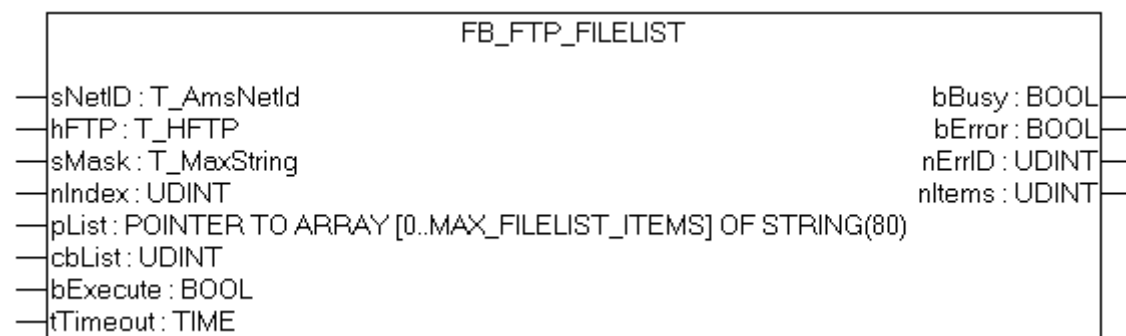 FB_FTP_FILELIST
sNetID : T_AmsNetId
bBusy : BOOL
hFTP : T_HFTP
bError : BOOL
sMask : T_MaxString
nErrID : UDINT
nIndex : UDINT
nItems : UDINT
pList : POINTER TO ARRAY [0..MAX_FILELIST_ITEMS] OF STRING(80)
cbList : UDINT
bExecute : BOOL
tTimeout : TIME